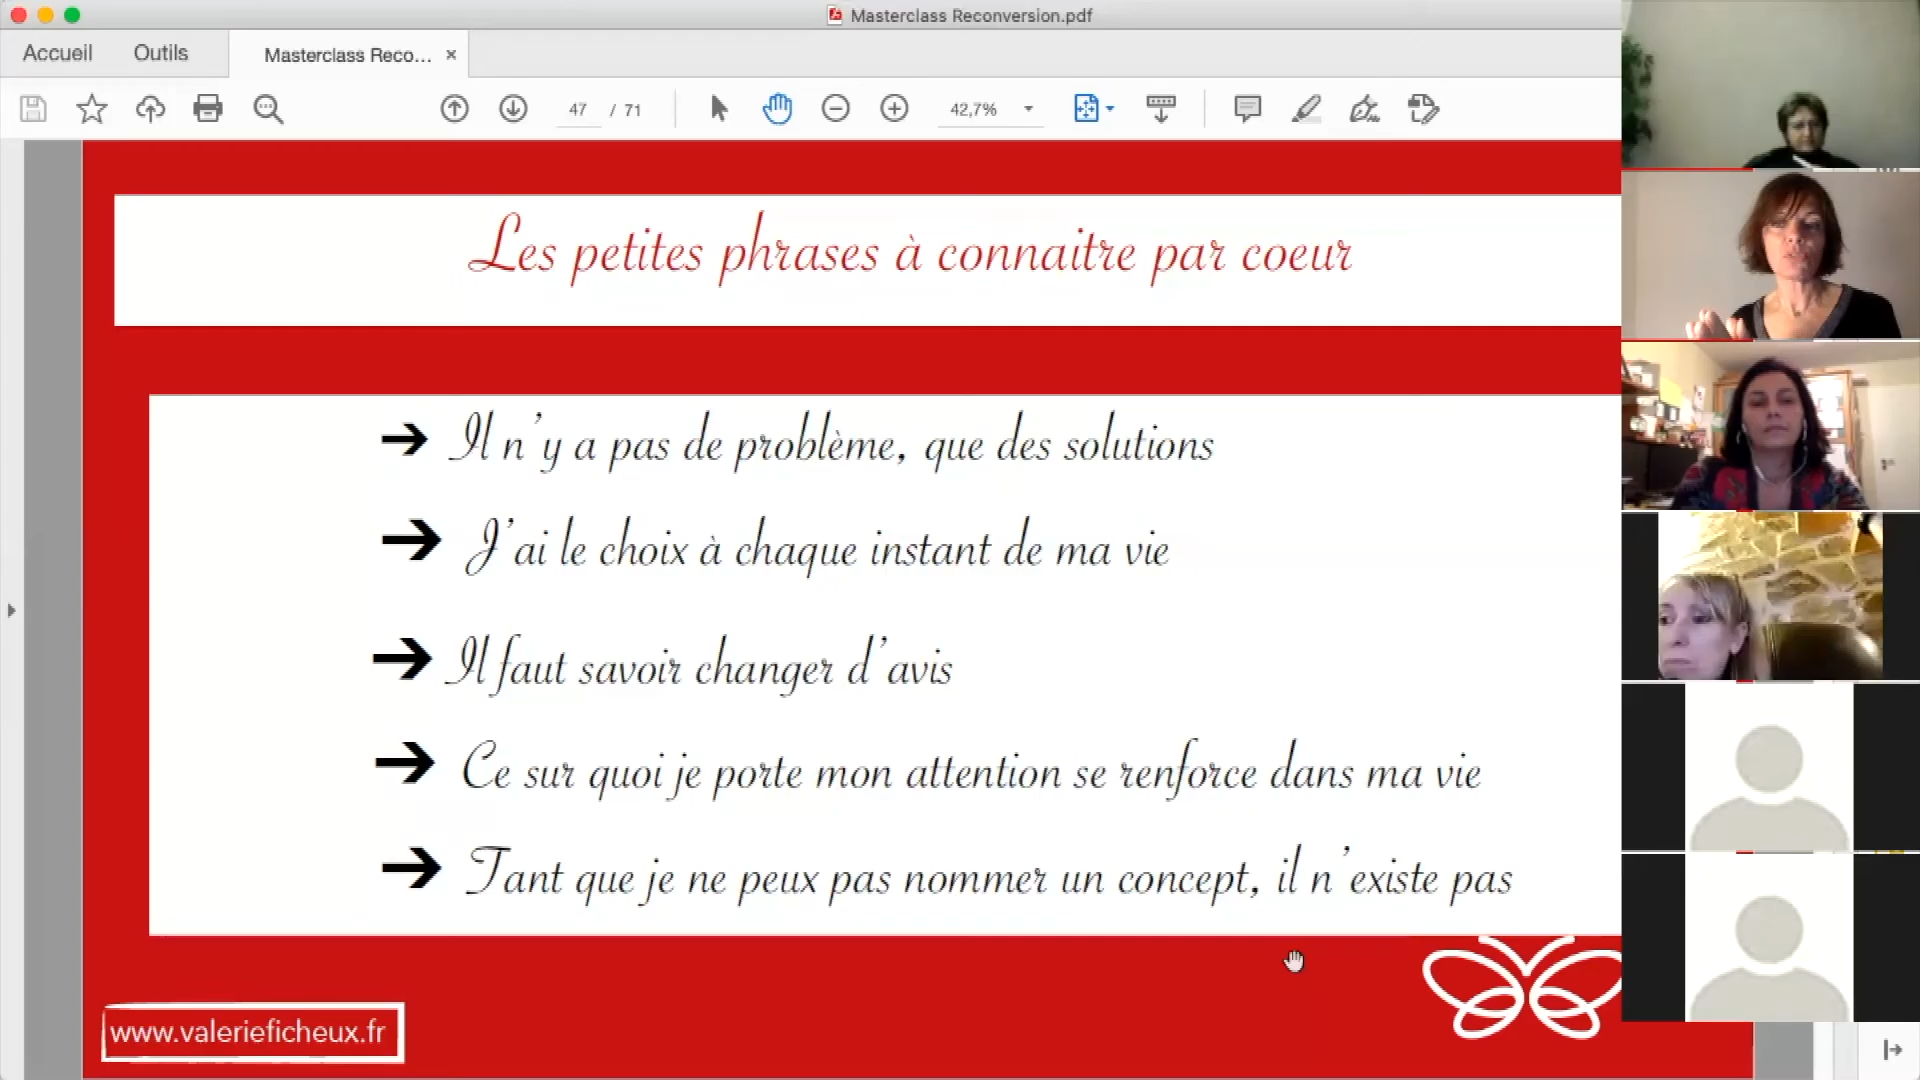 Masterclass Reconversion.pdf
Accueil
Outils
Masterclass Reco...
47 / 71
42,7%
Les petites phrases à connaitre par coeur
Il n'y a pas de problème, que des solutions
J'ai le choix à chaque instant de ma vie
Il faut savoir changer d'avis
Ce sur quoi je porte mon attention se renforce dans ma vie
Tant que je ne peux pas nommer un concept, il n'existe pas
www.valerieficheux.fr